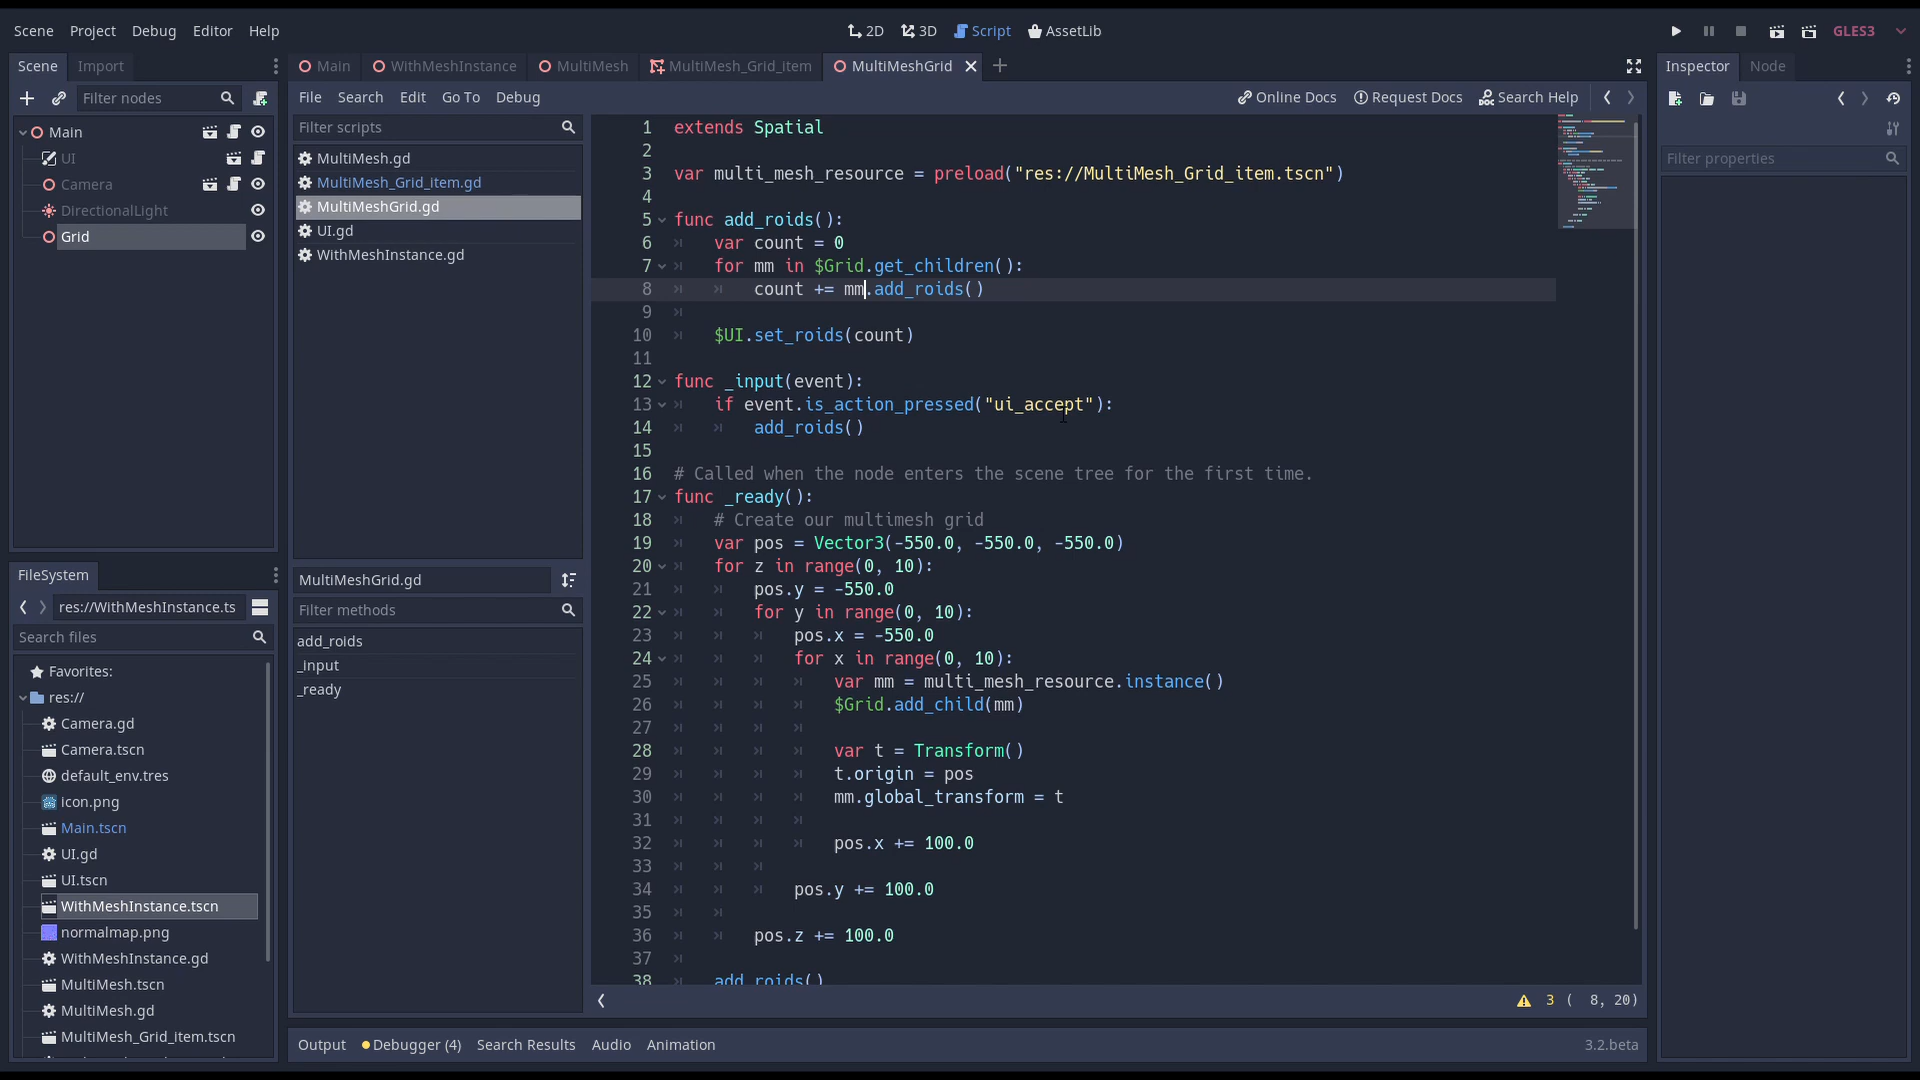 Scene Project Debug Editor Help
2D 3D Script AssetLib
GLES3
Scene Import
Main WithMeshInstance MultiMesh MultiMesh_Grid_item MultiMeshGrid
Inspector Node
Filter nodes
File Search Edit Go To Debug
Online Docs Request Docs Search Help
Main
UI
Camera
DirectionalLight
Grid
Filter scripts
MultiMesh.gd
MultiMesh_Grid_item.gd
MultiMeshGrid.gd
UI.gd
WithMeshInstance.gd
MultiMeshGrid.gd
Filter methods
add_roids
_input
_ready
1 extends Spatial
2
3 var multi_mesh_resource = preload("res://MultiMesh_Grid_item.tscn")
4
5 func add_roids():
6 var count = 0
7 for mm in $Grid.get_children():
8 count += mm.add_roids()
9
10 $UI.set_roids(count)
11
12 func _input(event):
13 if event.is_action_pressed("ui_accept"):
14 add_roids()
15
16 # Called when the node enters the scene tree for the first time.
17 func _ready():
18 # Create our multimesh grid
19 var pos = Vector3(-550.0, -550.0, -550.0)
20 for z in range(0, 10):
21 pos.y = -550.0
22 for y in range(0, 10):
23 pos.x = -550.0
24 for x in range(0, 10):
25 var mm = multi_mesh_resource.instance()
26 $Grid.add_child(mm)
27
28 var t = Transform()
29 t.origin = pos
30 mm.global_transform = t
31
32 pos.x += 100.0
33
34 pos.y += 100.0
35
36 pos.z += 100.0
37
38 add_roids()
3 ( 8, 20)
Filter properties
FileSystem
res://WithMeshInstance.ts
Search files
Favorites:
res://
Camera.gd
Camera.tscn
default_env.tres
icon.png
Main.tscn
UI.gd
UI.tscn
WithMeshInstance.tscn
normalmap.png
WithMeshInstance.gd
MultiMesh.tscn
MultiMesh.gd
MultiMesh_Grid_item.tscn
Output Debugger (4) Search Results Audio Animation
3.2.beta